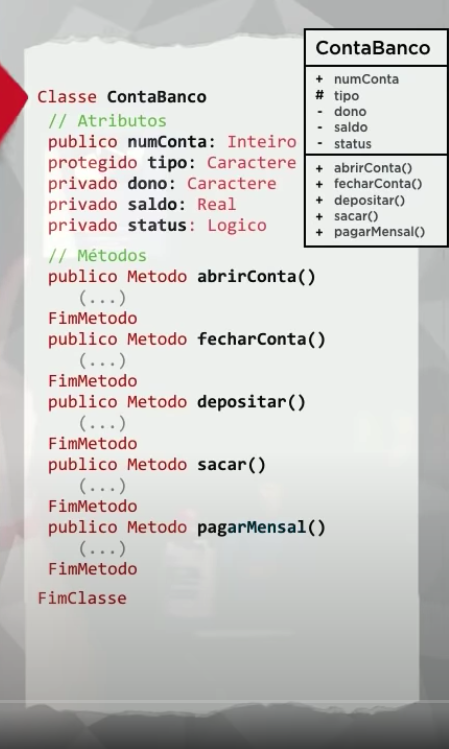 ContaBanco
+ numConta
# tipo
- dono
- saldo
- status
+ abrirConta()
+ fecharConta()
+ depositar()
+ sacar()
+ pagarMensal()
Classe ContaBanco
// Atributos
publico numConta: Inteiro
protegido tipo: Caractere
privado dono: Caractere
privado saldo: Real
privado status: Logico
// Métodos
publico Metodo abrirConta()
(...)
FimMetodo
publico Metodo fecharConta()
(...)
FimMetodo
publico Metodo depositar()
(...)
FimMetodo
publico Metodo sacar()
(...)
FimMetodo
publico Metodo pagarMensal()
(...)
FimMetodo
FimClasse